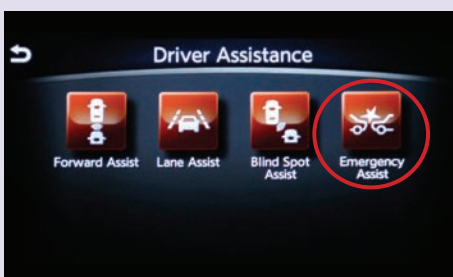 Driver Assistance
Forward Assist
Lane Assist
Blind Spot
Assist
Emergency
Assist